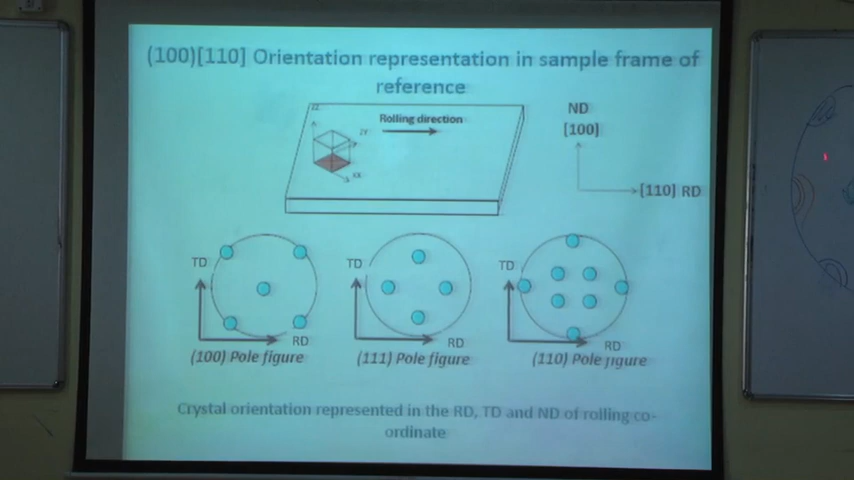 (100)[110] Orientation representation in sample frame of
reference
Rolling direction
ND
[100]
[110] RD
TD
RD
(100) Pole figure
TD
RD
(111) Pole figure
TD
RD
(110) Pole figure
Crystal orientation represented in the RD, TD and ND of rolling co-
ordinate